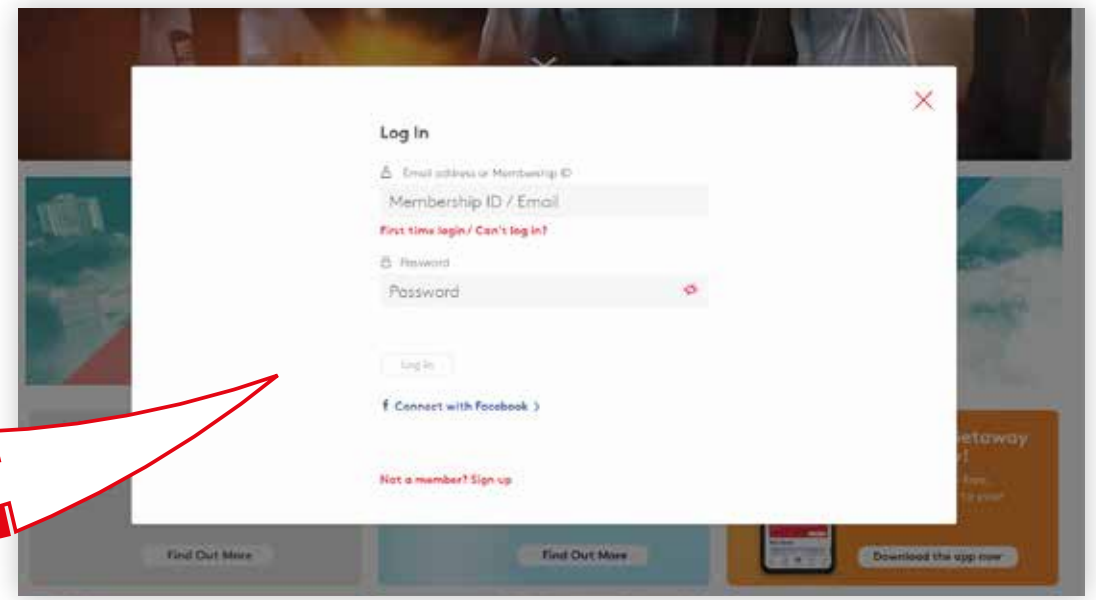 Log In
Email address or Membership ID
Membership ID / Email
First time login / Can't log in?
Password
Password
Log In
f Connect with Facebook >
Not a member? Sign up
etaway
Find Out More
Find Out More
Download the app now